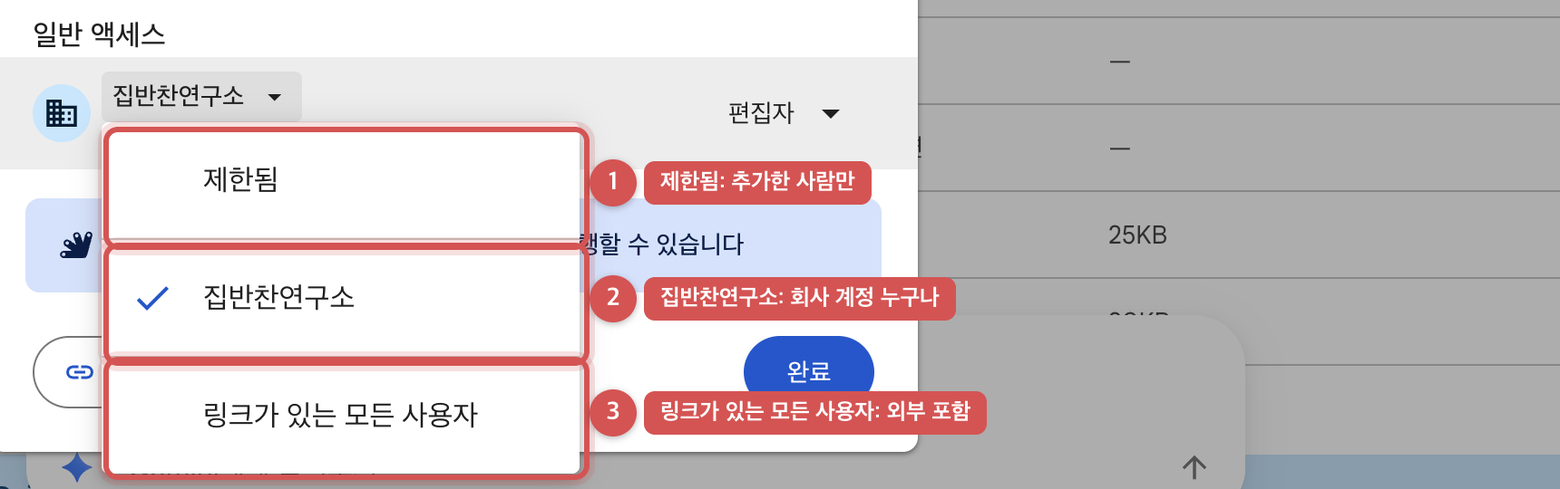 일반 액세스
집반찬연구소
편집자
—
제한됨
1 제한됨: 추가한 사람만
—
행할 수 있습니다
25KB
집반찬연구소
2 집반찬연구소: 회사 계정 누구나
완료
링크가 있는 모든 사용자
3 링크가 있는 모든 사용자: 외부 포함